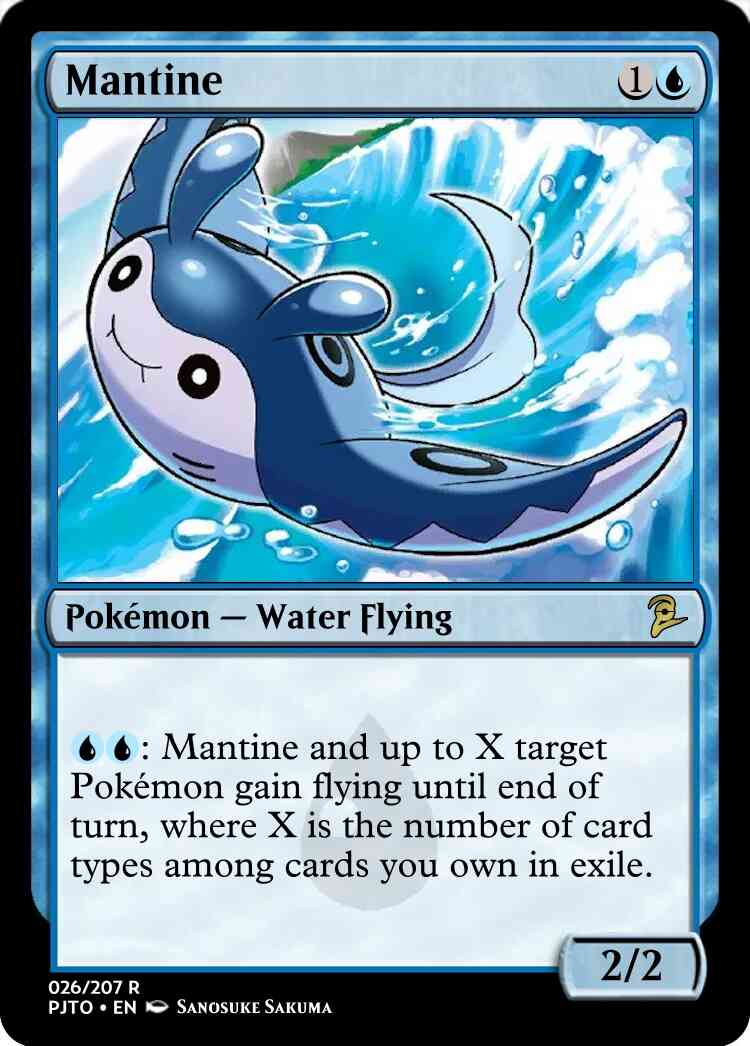 Mantine 1
Pokémon — Water Flying
: Mantine and up to X target
Pokémon gain flying until end of
turn, where X is the number of card
types among cards you own in exile.
2/2
026/207 R
PJTO • EN SANOSUKE SAKUMA